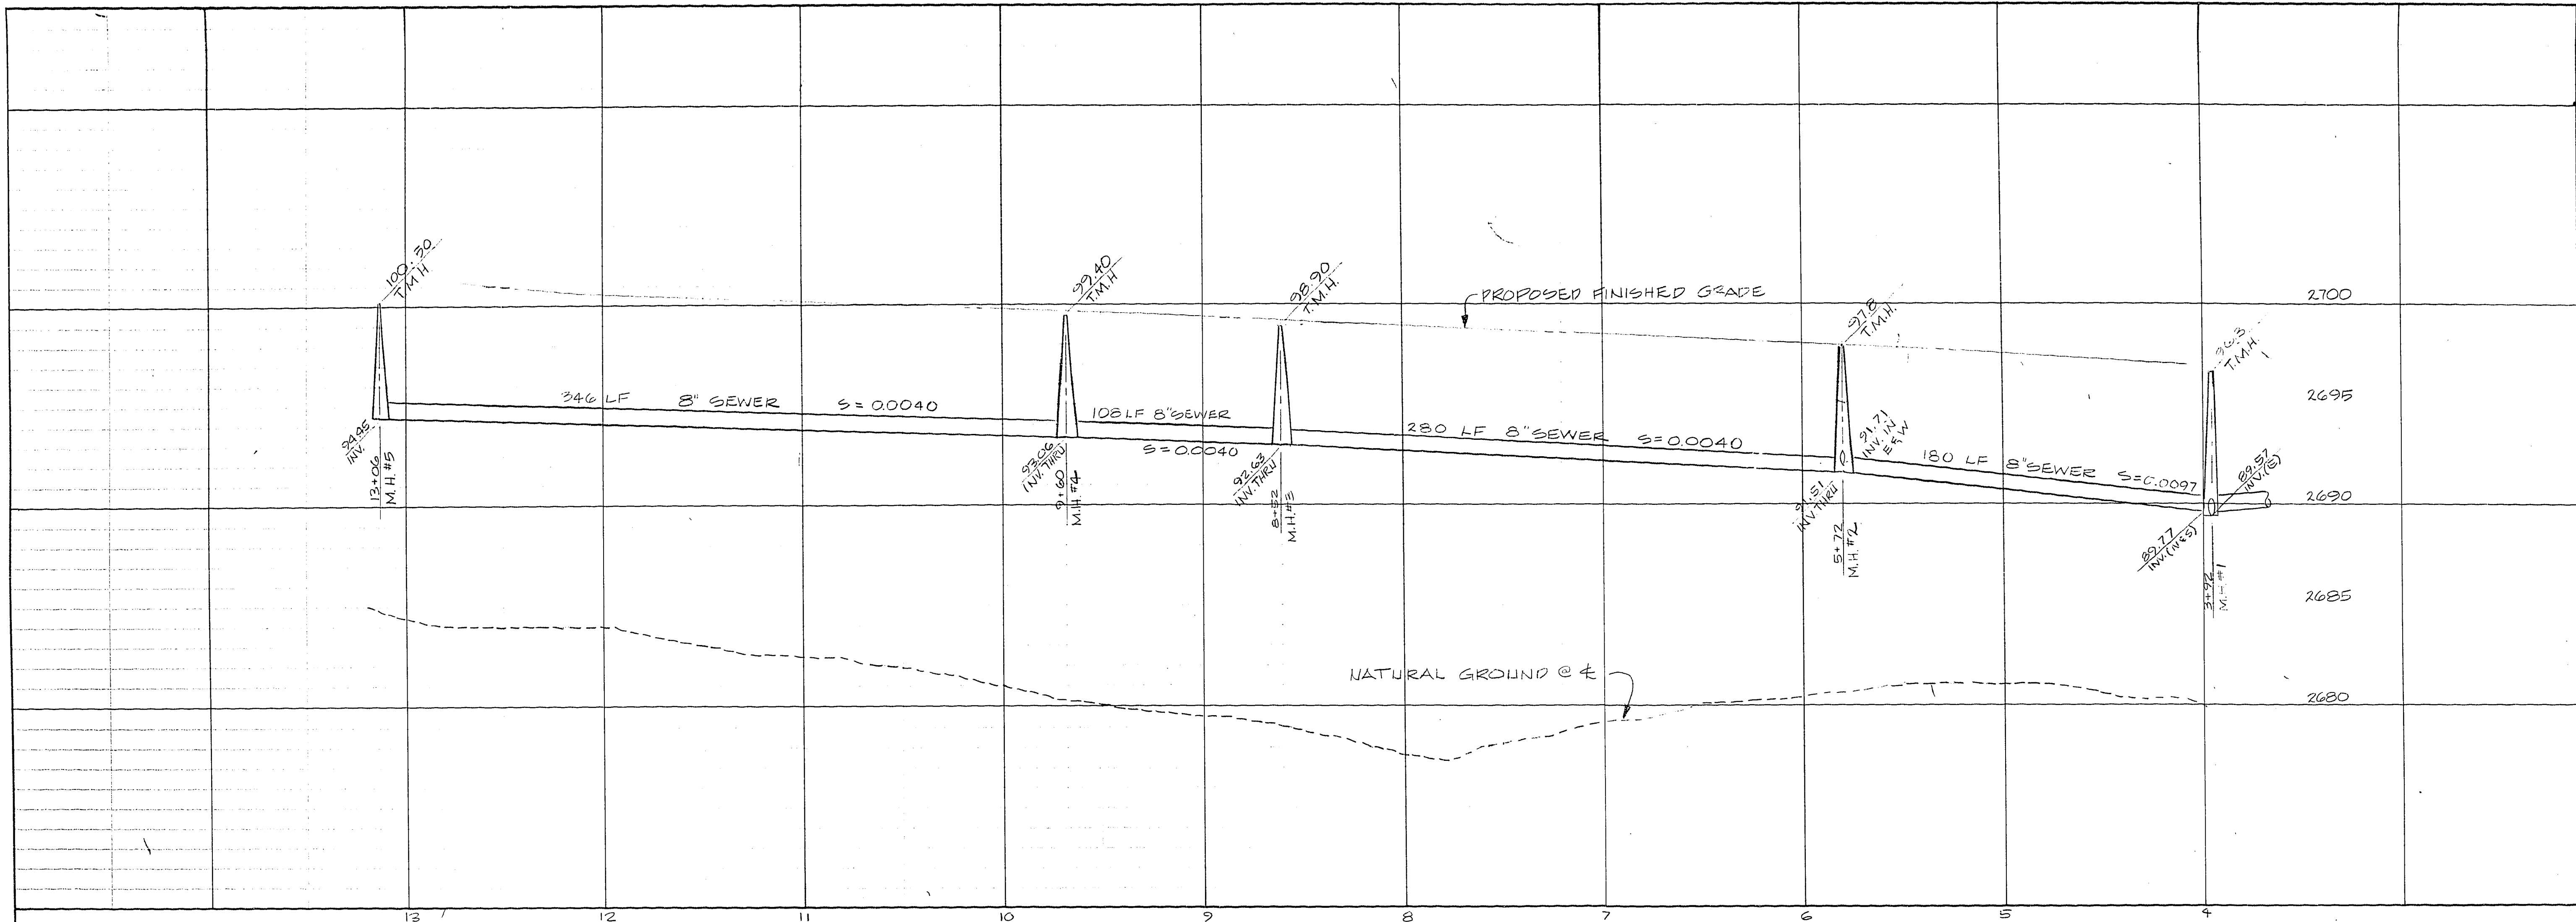 100.50
T.M.H
346 LF 8" SEWER S = 0.0040
94.45
INV.
13+06
M.H. #5
99.40
T.M.H.
108 LF 8" SEWER
S = 0.0040
93.06
INV. THRU
9+60
M.H. #4
98.90
T.M.H.
92.63
INV. THRU
8+52
M.H. #3
280 LF 8" SEWER S = 0.0040
PROPOSED FINISHED GRADE
97.8
T.M.H.
91.71
INV. IN
E & W
91.51
INV THRU
5+72
M.H. #2
180 LF 8" SEWER S = 0.0097
96.3
T.M.H.
89.57
INV. (E)
89.77
INV. (N & S)
3+92
M.H. #1
2700
2695
2690
2685
2680
NATURAL GROUND @ ℄
13 12 11 10 9 8 7 6 5 4